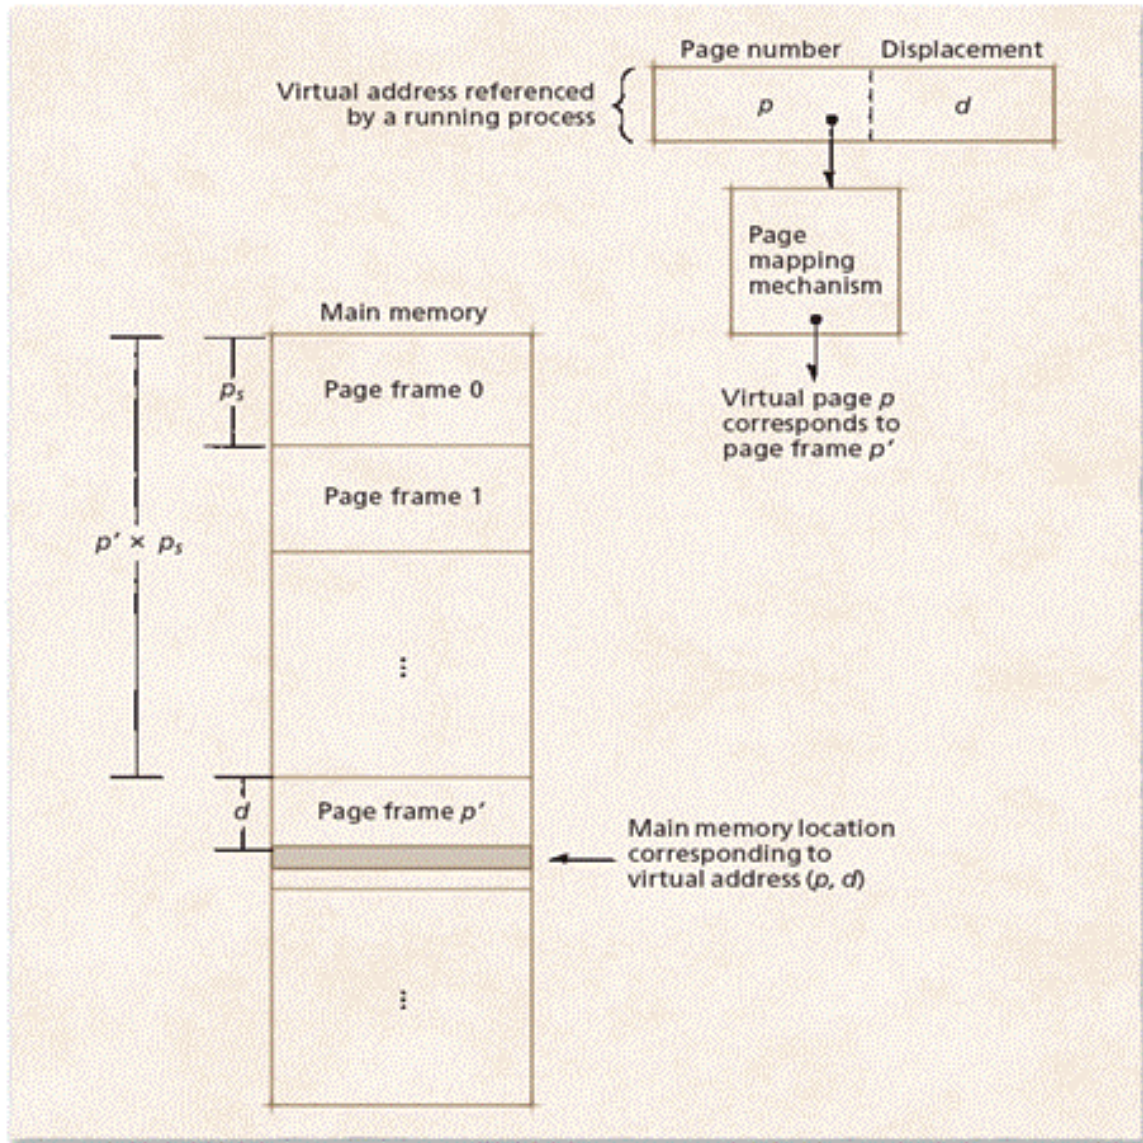 Page number
Displacement
Virtual address referenced
by a running process
p
d
Page
mapping
mechanism
Virtual page p
corresponds to
page frame p′
Main memory
Page frame 0
pₛ
Page frame 1
p′ × pₛ
⋮
d
Page frame p′
Main memory location
corresponding to
virtual address (p, d)
⋮